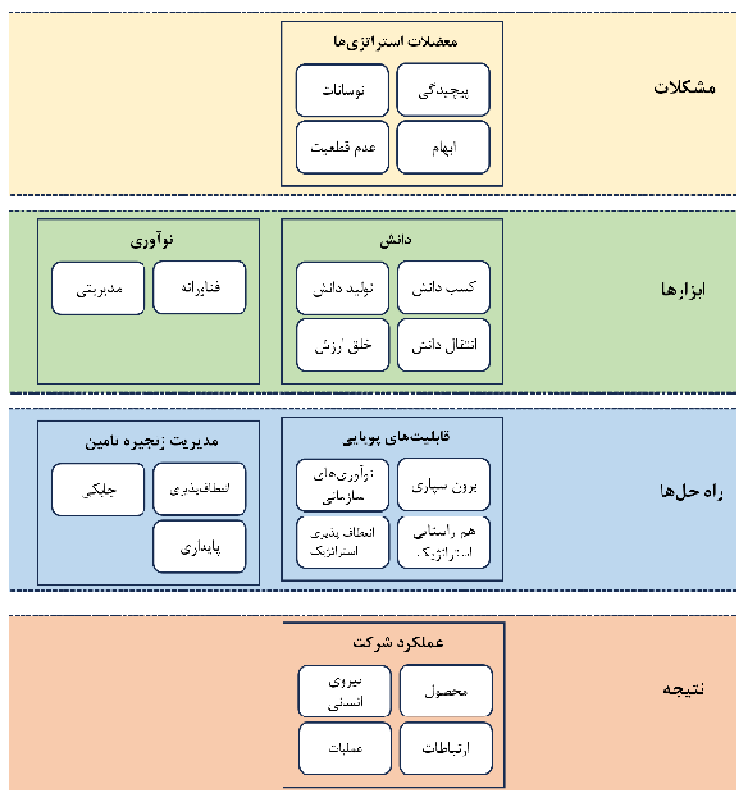 معضلات استراتژی‌ها
مشکلات
پیچیدگی
نوسانات
ابهام
عدم قطعیت
ابزارها
دانش
کسب دانش
تولید دانش
انتقال دانش
خلق ارزش
نوآوری
فناورانه
مدیریتی
راه حل‌ها
قابلیت‌های پویایی
برون سپاری
نوآوری‌های
سازمانی
هم راستایی
استراتژیک
انعطاف پذیری
استراتژیک
مدیریت زنجیره تامین
انعطاف‌پذیری
چابکی
پایداری
نتیجه
عملکرد شرکت
محصول
نیروی
انسانی
ارتباطات
عملیات